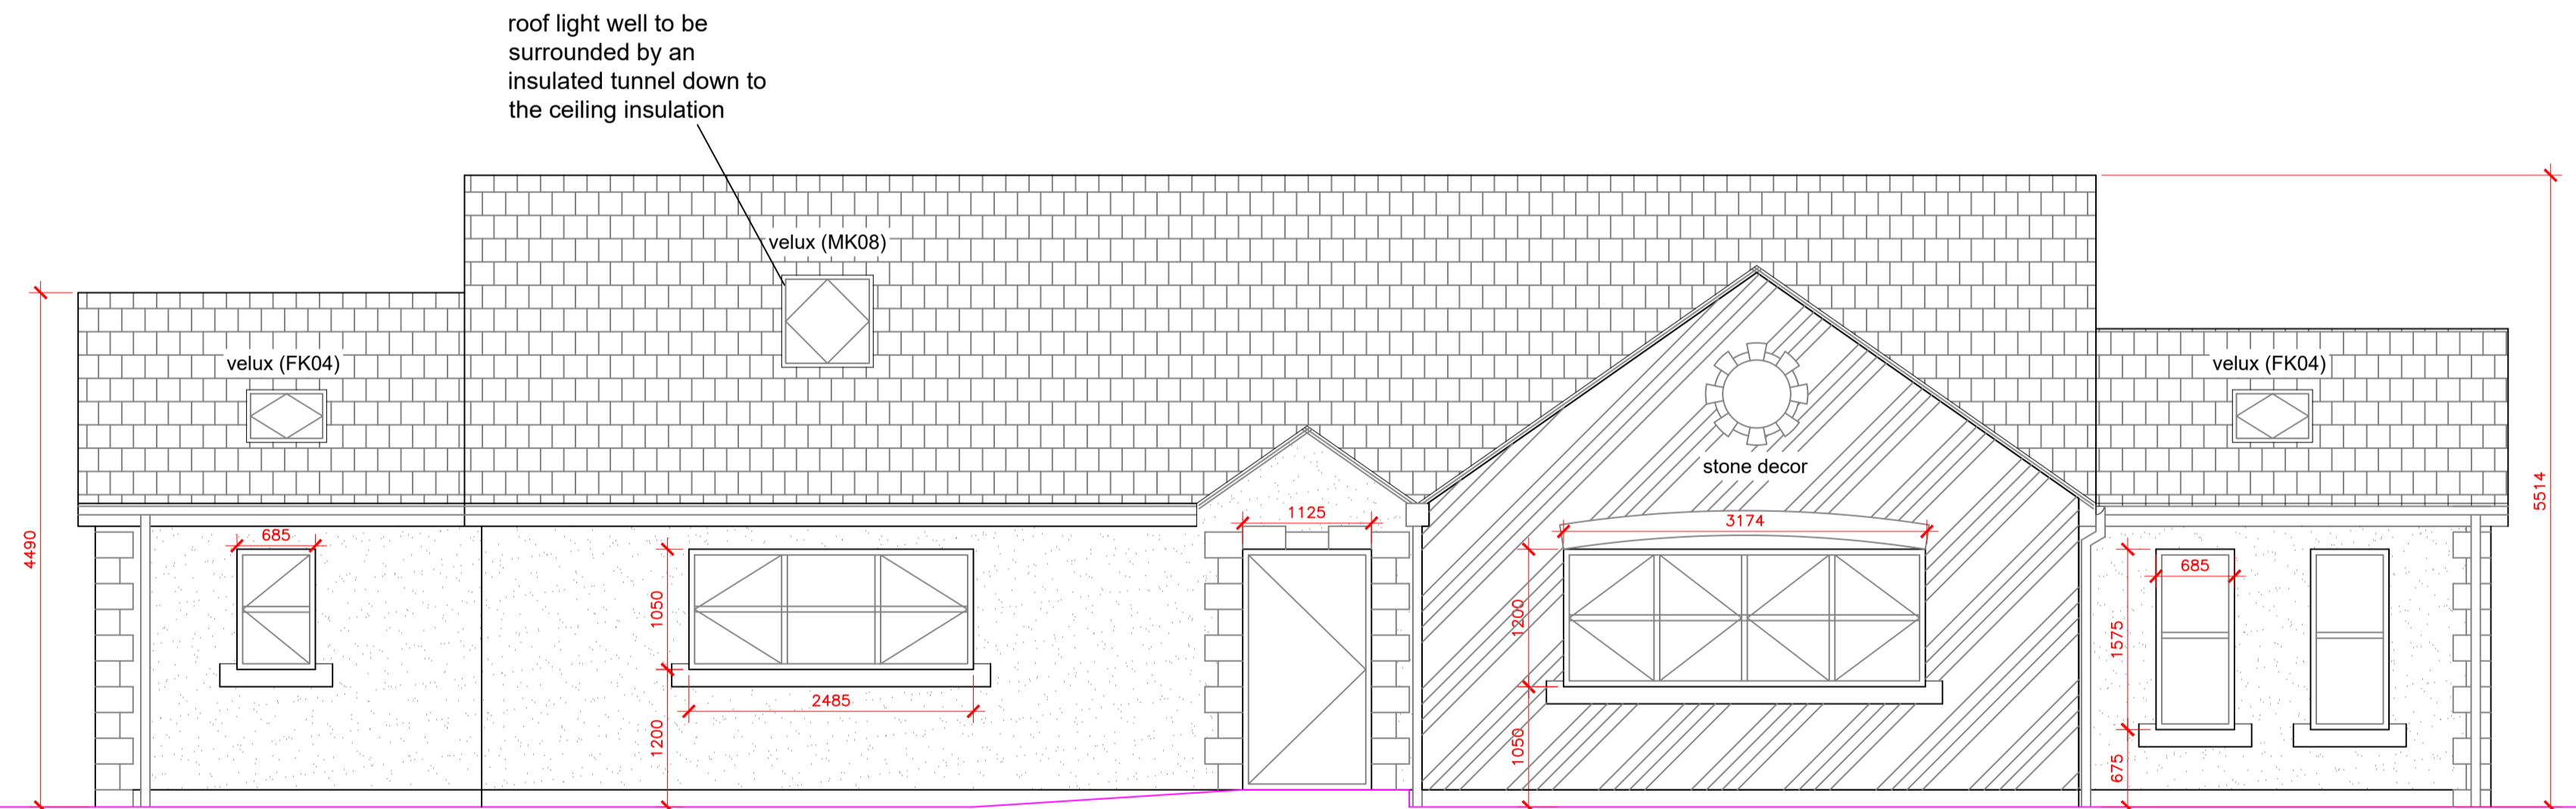 roof light well to be
surrounded by an
insulated tunnel down to
the ceiling insulation
velux (MK08)
velux (FK04)
velux (FK04)
stone decor
4490
685
1050
1200
2485
1125
3174
1200
1050
685
1575
675
5514